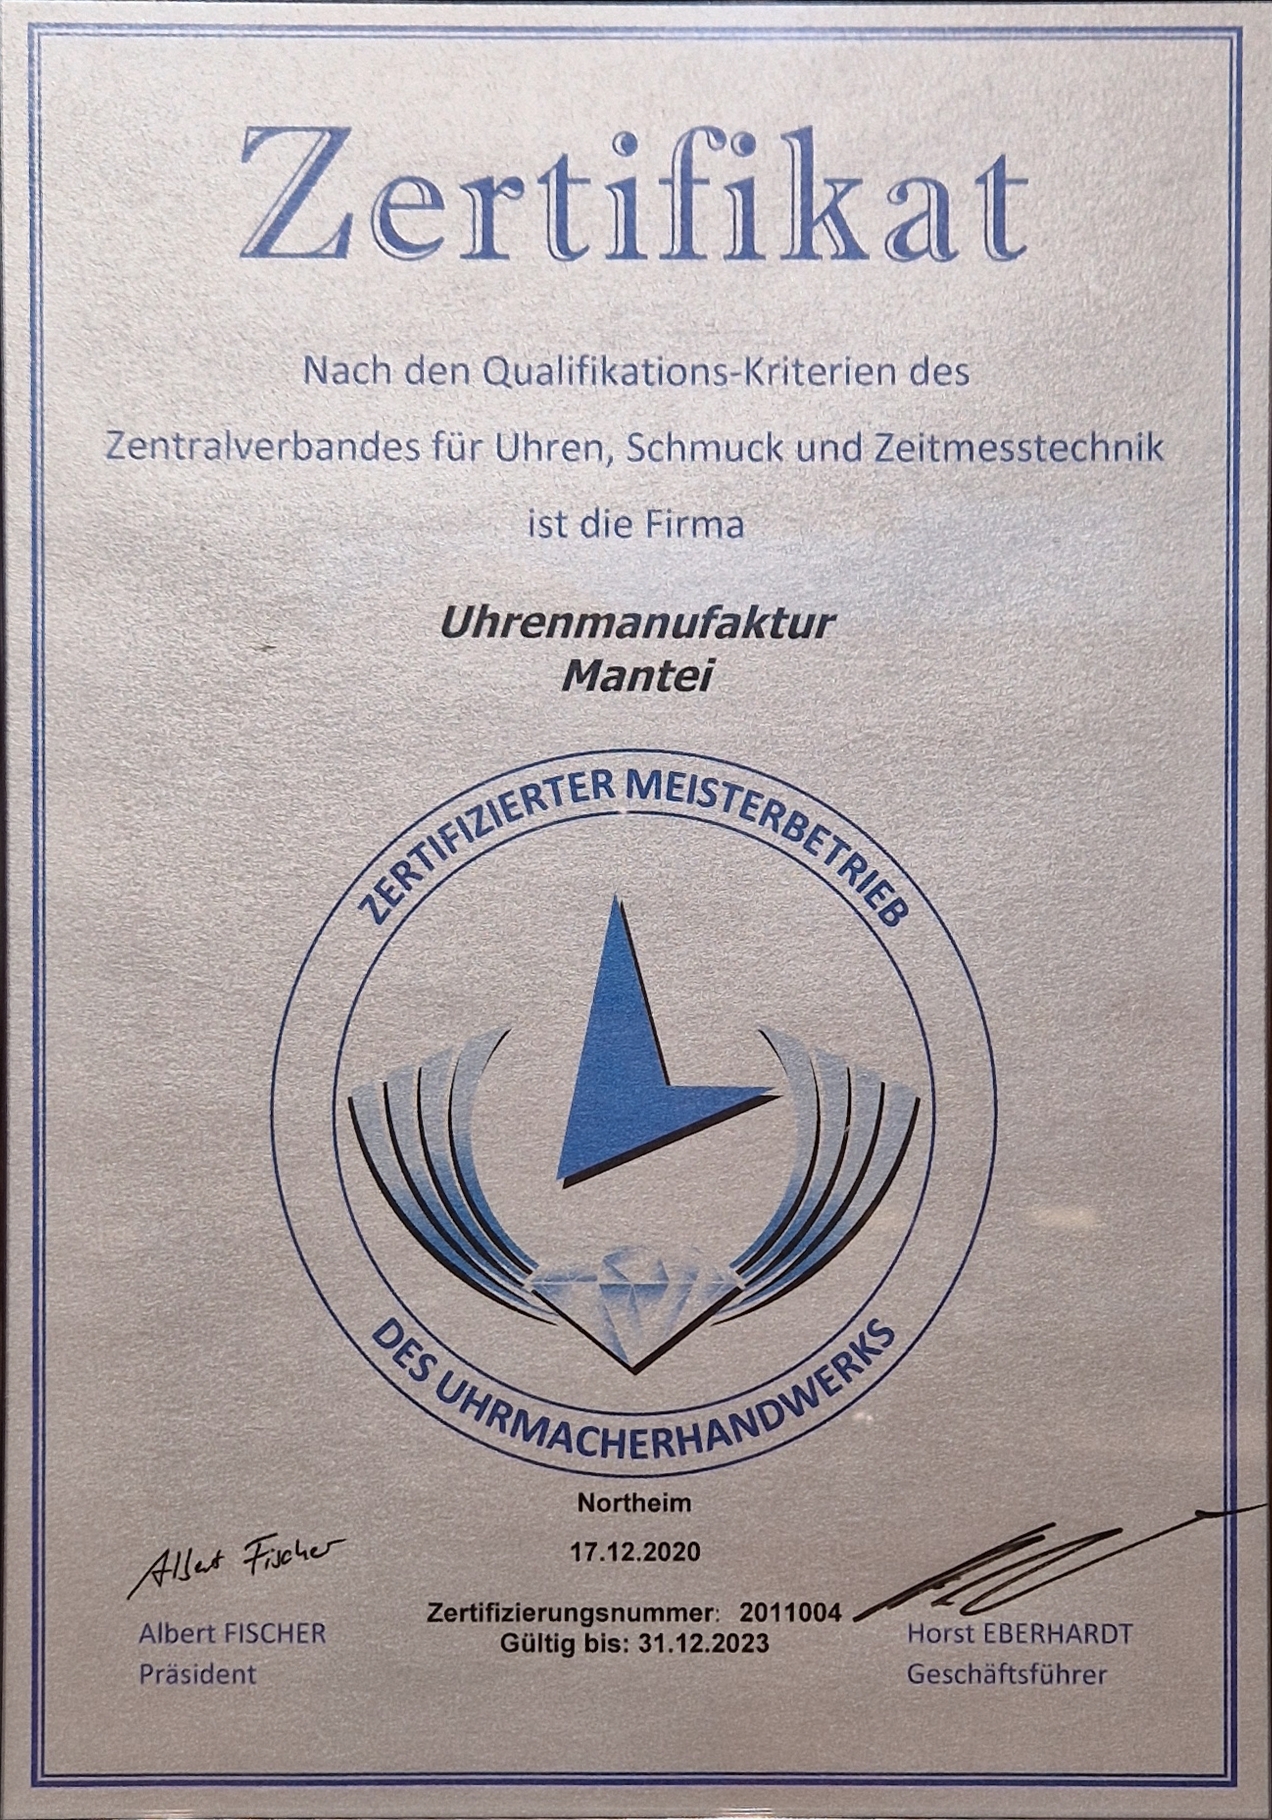 Zertifikat
Nach den Qualifikations-Kriterien des
Zentralverbandes für Uhren, Schmuck und Zeitmesstechnik
ist die Firma
Uhrenmanufaktur
Mantei
ZERTIFIZIERTER MEISTERBETRIEB
DES UHRMACHERHANDWERKS
Northeim
17.12.2020
Albert Fischer
Zertifizierungsnummer: 2011004
Gültig bis: 31.12.2023
Albert FISCHER
Präsident
Horst EBERHARDT
Geschäftsführer